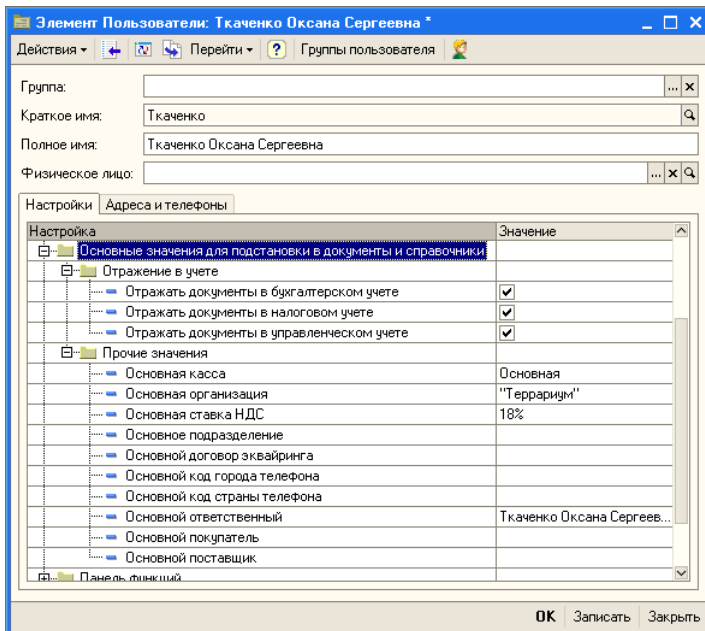 Элемент Пользователи: Ткаченко Оксана Сергеевна *
Действия Перейти ? Группы пользователя
Группа: ...
Краткое имя: Ткаченко
Полное имя: Ткаченко Оксана Сергеевна
Физическое лицо: ...
Настройки Адреса и телефоны
Настройка Значение
Основные значения для подстановки в документы и справочники
Отражение в учете
Отражать документы в бухгалтерском учете
Отражать документы в налоговом учете
Отражать документы в управленческом учете
Прочие значения
Основная касса Основная
Основная организация "Террариум"
Основная ставка НДС 18%
Основное подразделение
Основной договор эквайринга
Основной код города телефона
Основной код страны телефона
Основной ответственный Ткаченко Оксана Сергеев...
Основной покупатель
Основной поставщик
Панель функций
OK Записать Закрыть